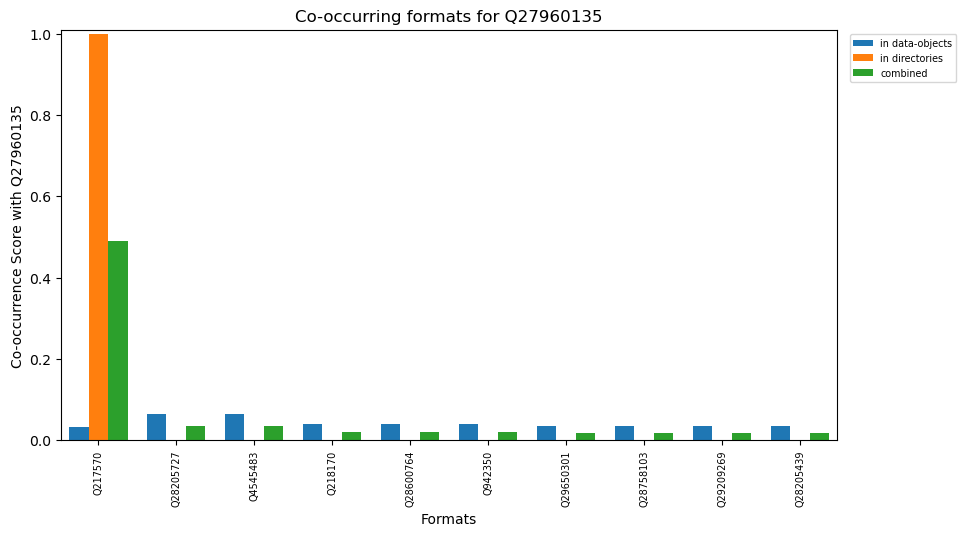 Co-occurring formats for Q27960135
in data-objects
in directories
combined
Co-occurrence Score with Q27960135
1.0
0.8
0.6
0.4
0.2
0.0
Q217570
Q28205727
Q4545483
Q218170
Q28600764
Q942350
Q29650301
Q28758103
Q29209269
Q28205439
Formats